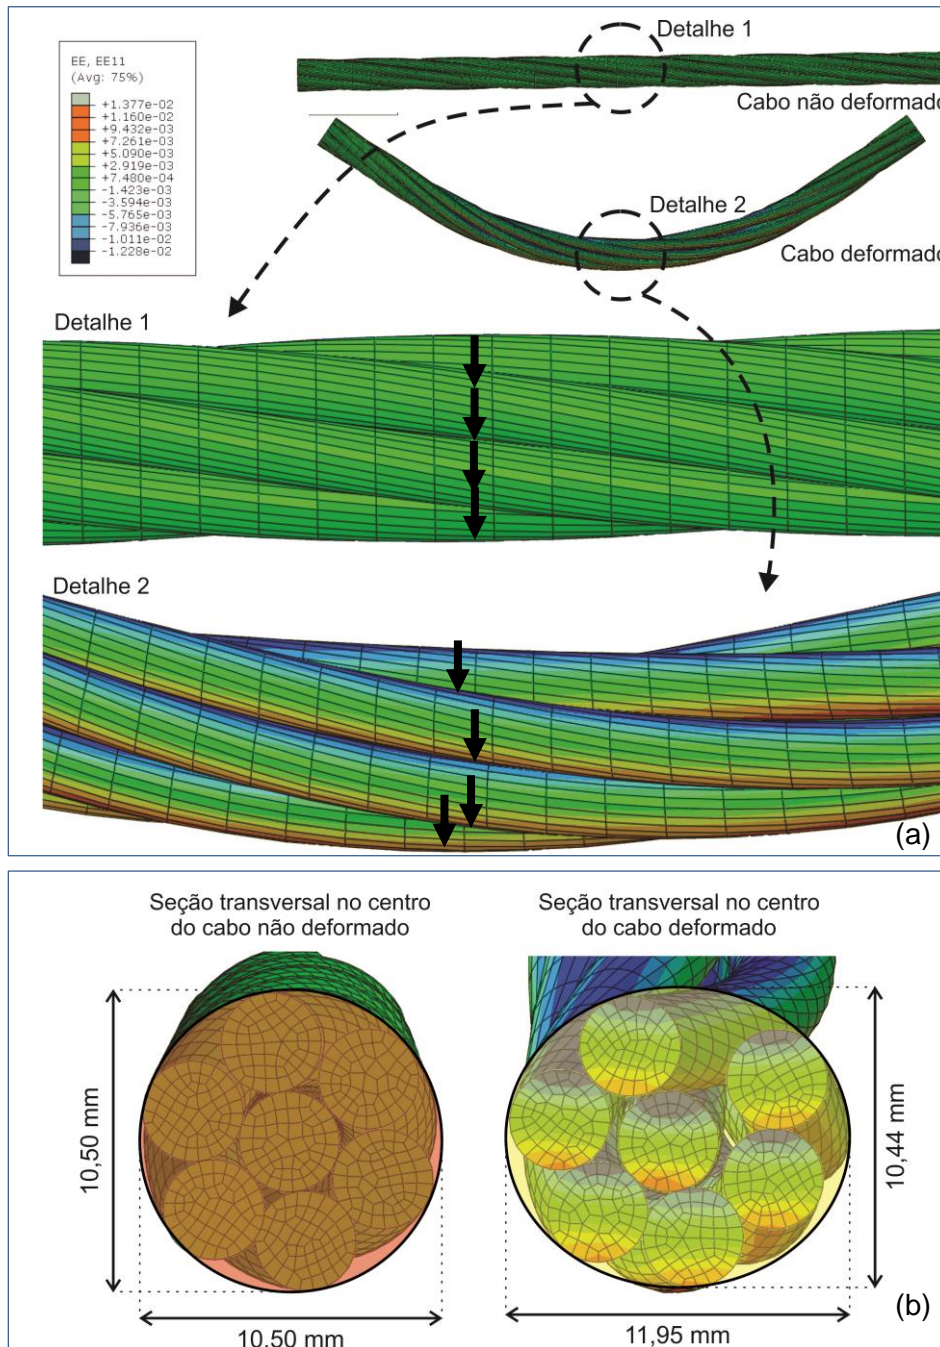 Detalhe 1
EE, EE11
(Avg: 75%)
+1.377e-02
+1.160e-02
+9.432e-03
+7.261e-03
+5.090e-03
+2.919e-03
+7.480e-04
-1.423e-03
-3.594e-03
-5.765e-03
-7.936e-03
-1.011e-02
-1.228e-02
Cabo não deformado
Detalhe 2
Cabo deformado
Detalhe 1
Detalhe 2
(a)
Seção transversal no centro
do cabo não deformado
Seção transversal no centro
do cabo deformado
10,50 mm
10,44 mm
(b)
10,50 mm
11,95 mm